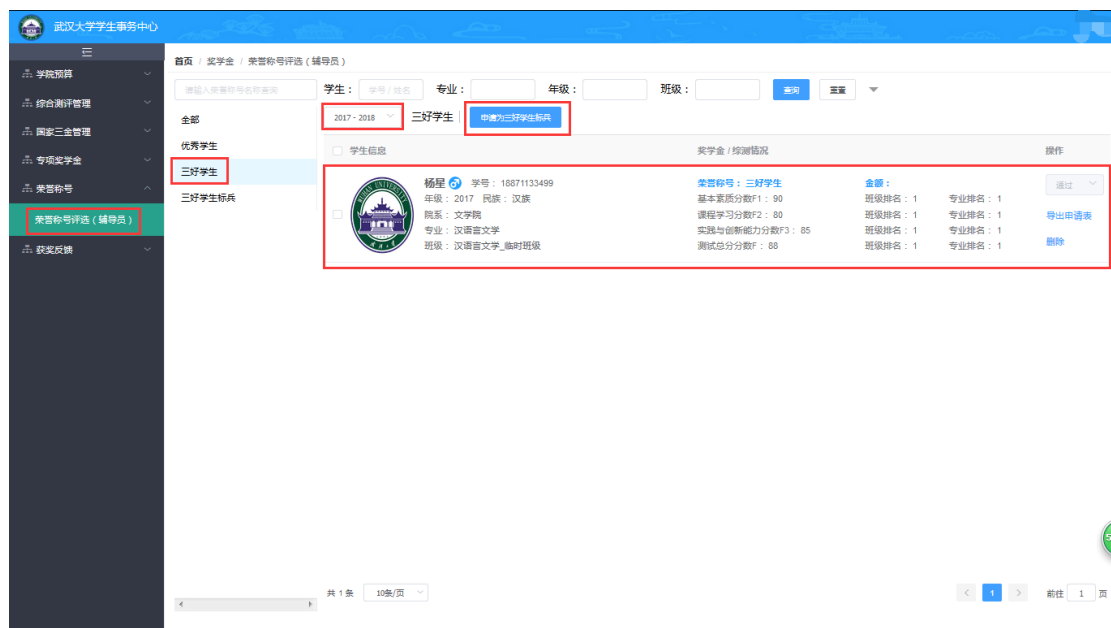 武汉大学学生事务中心
首页 / 奖学金 / 荣誉称号评选（辅导员）
学院预算
综合测评管理
国家三金管理
专项奖学金
荣誉称号
荣誉称号评选（辅导员）
获奖反馈
请输入荣誉称号名称查询
全部
优秀学生
三好学生
三好学生标兵
学生： 学号/姓名 专业： 年级： 班级： 查询 重置
2017 - 2018 三好学生 申请为三好学生标兵
学生信息 奖学金 / 综测情况 操作
杨星 学号： 18871133499 荣誉称号： 三好学生 金额： 通过
年级： 2017 民族： 汉族 基本素质分数F1： 90 班级排名： 1 专业排名： 1
院系： 文学院 课程学习分数F2： 80 班级排名： 1 专业排名： 1 导出申请表
专业： 汉语言文学 实践与创新能力分数F3： 85 班级排名： 1 专业排名： 1
班级： 汉语言文学_临时班级 测试总分分数F： 88 班级排名： 1 专业排名： 1 删除
共 1 条 10条/页 1 前往 1 页